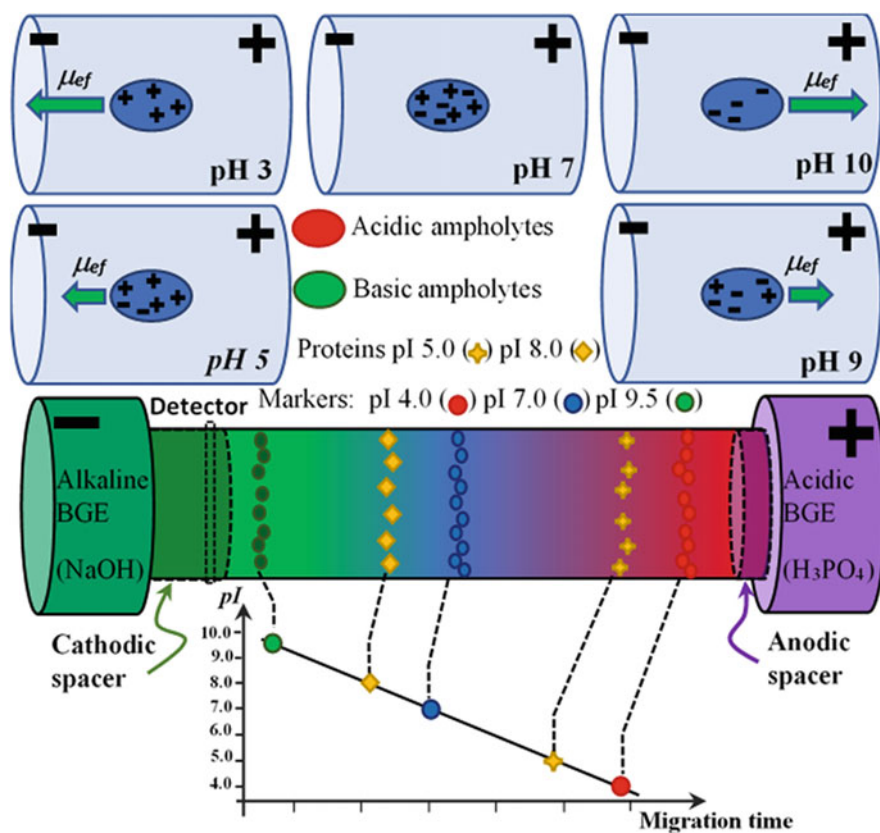 − +
μef
pH 3
− +
pH 7
− +
μef
pH 10
− +
μef
pH 5
Acidic ampholytes
Basic ampholytes
Proteins pI 5.0 ( ) pI 8.0 ( )
− +
μef
pH 9
Markers: pI 4.0 ( ) pI 7.0 ( ) pI 9.5 ( )
Detector
−
Alkaline
BGE
(NaOH)
+
Acidic
BGE
(H₃PO₄)
Cathodic
spacer
Anodic
spacer
pI
10.0
9.0
8.0
7.0
6.0
5.0
4.0
Migration time